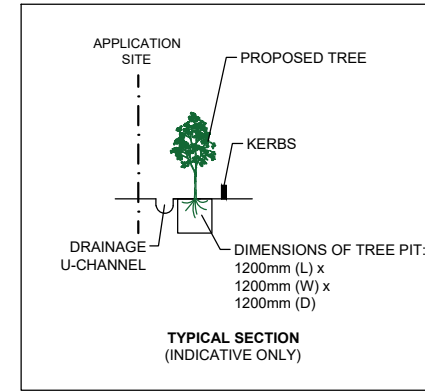 APPLICATION
SITE
PROPOSED TREE
KERBS
DRAINAGE
U-CHANNEL
DIMENSIONS OF TREE PIT:
1200mm (L) x
1200mm (W) x
1200mm (D)
TYPICAL SECTION
(INDICATIVE ONLY)